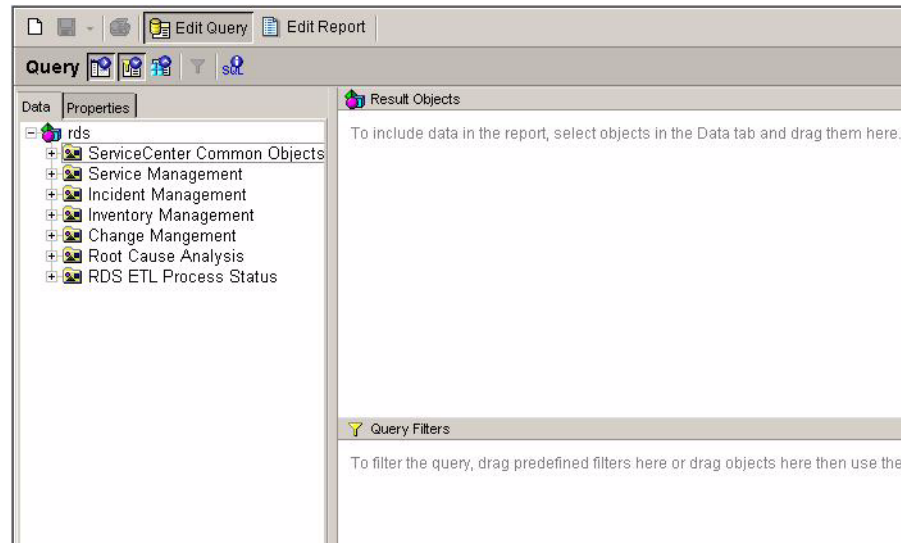 Edit Query Edit Report
Query SQL
Data Properties
rds
ServiceCenter Common Objects
Service Management
Incident Management
Inventory Management
Change Mangement
Root Cause Analysis
RDS ETL Process Status
Result Objects
To include data in the report, select objects in the Data tab and drag them here.
Query Filters
To filter the query, drag predefined filters here or drag objects here then use the